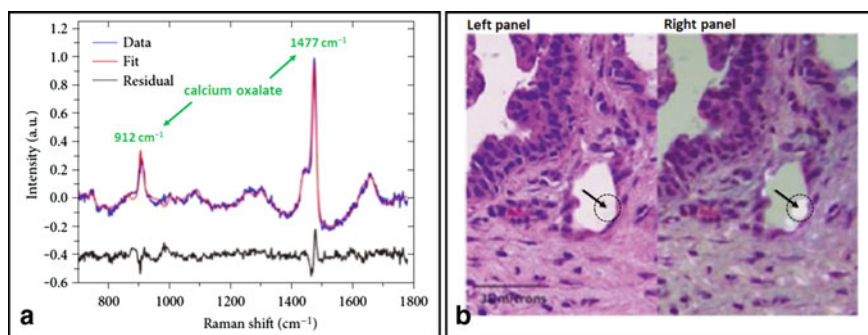 1.2
1.0
0.8
0.6
0.4
0.2
0.0
−0.2
−0.4
−0.6
Intensity (a.u.)
Data
Fit
Residual
1477 cm⁻¹
calcium oxalate
912 cm⁻¹
800 1000 1200 1400 1600 1800
Raman shift (cm⁻¹)
a
Left panel Right panel
microns
b